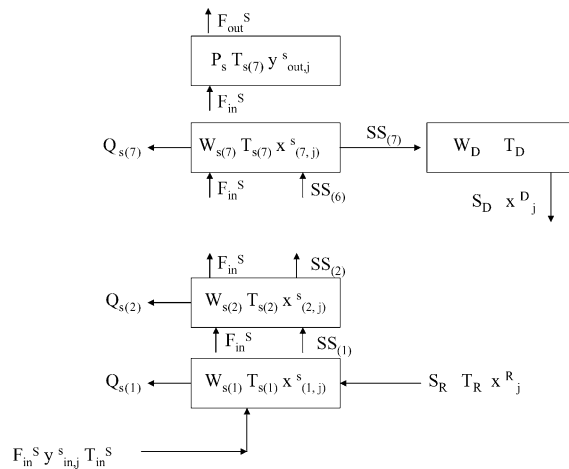 F_out^S
P_s T_s(7) y^s_out,j
F_in^S
Q_s(7) W_s(7) T_s(7) x^s_(7, j) SS_(7) W_D T_D
F_in^S SS_(6) S_D x^D_j
F_in^S SS_(2)
Q_s(2) W_s(2) T_s(2) x^s_(2, j)
F_in^S SS_(1)
Q_s(1) W_s(1) T_s(1) x^s_(1, j) S_R T_R x^R_j
F_in^S y^s_in,j T_in^S